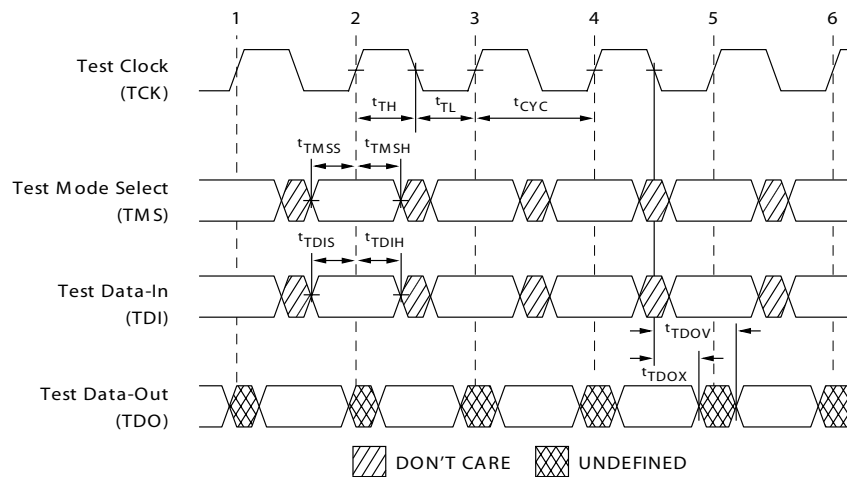 1 2 3 4 5 6
Test Clock
(TCK)
tTH tTL tCYC
tTMSS tTMSH
Test Mode Select
(TMS)
tTDIS tTDIH
Test Data-In
(TDI)
tTDOV
tTDOX
Test Data-Out
(TDO)
DON'T CARE UNDEFINED